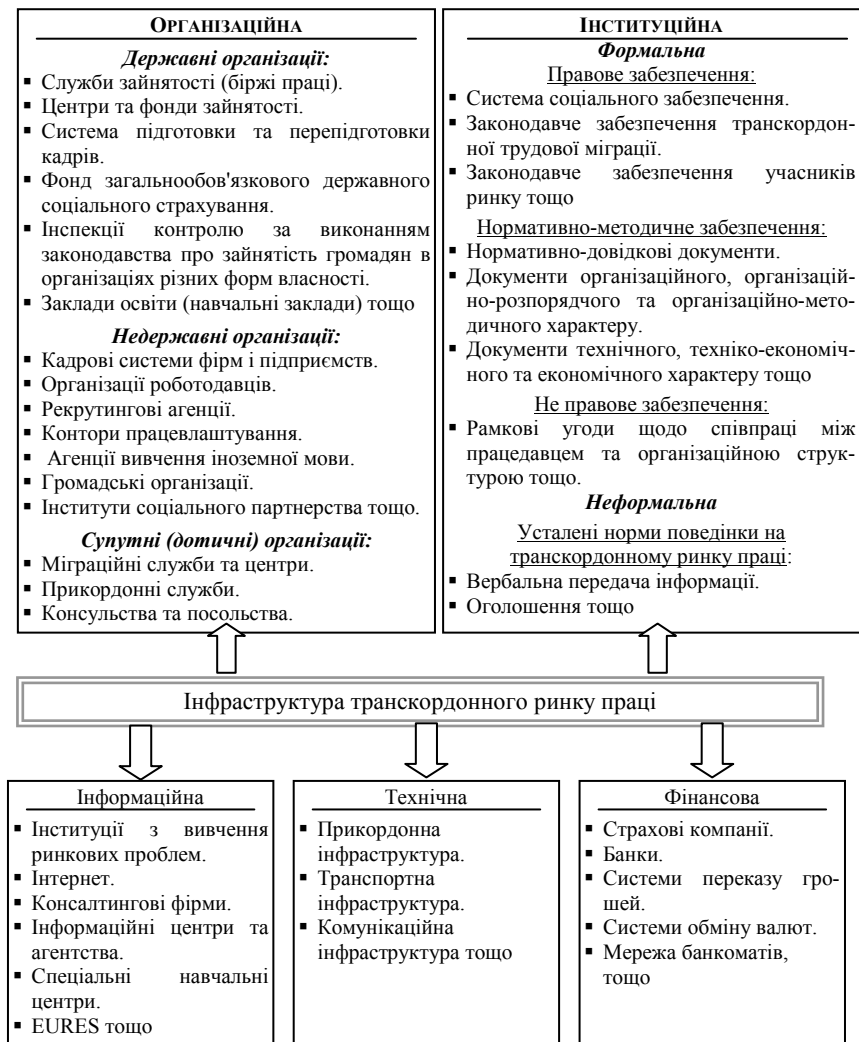 ОРГАНІЗАЦІЙНА
Державні організації:
▪ Служби зайнятості (біржі праці).
▪ Центри та фонди зайнятості.
▪ Система підготовки та перепідготовки
кадрів.
▪ Фонд загальнообов'язкового державного
соціального страхування.
▪ Інспекції контролю за виконанням
законодавства про зайнятість громадян в
організаціях різних форм власності.
▪ Заклади освіти (навчальні заклади) тощо
Недержавні організації:
▪ Кадрові системи фірм і підприємств.
▪ Організації роботодавців.
▪ Рекрутингові агенції.
▪ Контори працевлаштування.
▪ Агенції вивчення іноземної мови.
▪ Громадські організації.
▪ Інститути соціального партнерства тощо.
Супутні (дотичні) організації:
▪ Міграційні служби та центри.
▪ Прикордонні служби.
▪ Консульства та посольства.
ІНСТИТУЦІЙНА
Формальна
Правове забезпечення:
▪ Система соціального забезпечення.
▪ Законодавче забезпечення транскордон-
ної трудової міграції.
▪ Законодавче забезпечення учасників
ринку тощо
Нормативно-методичне забезпечення:
▪ Нормативно-довідкові документи.
▪ Документи організаційного, організацій-
но-розпорядчого та організаційно-мето-
дичного характеру.
▪ Документи технічного, техніко-економіч-
ного та економічного характеру тощо
Не правове забезпечення:
▪ Рамкові угоди щодо співпраці між
працедавцем та організаційною струк-
турою тощо.
Неформальна
Усталені норми поведінки на
транскордонному ринку праці:
▪ Вербальна передача інформації.
▪ Оголошення тощо
Інфраструктура транскордонного ринку праці
Інформаційна
▪ Інституції з вивчення
ринкових проблем.
▪ Інтернет.
▪ Консалтингові фірми.
▪ Інформаційні центри та
агентства.
▪ Спеціальні навчальні
центри.
▪ EURES тощо
Технічна
▪ Прикордонна
інфраструктура.
▪ Транспортна
інфраструктура.
▪ Комунікаційна
інфраструктура тощо
Фінансова
▪ Страхові компанії.
▪ Банки.
▪ Системи переказу гро-
шей.
▪ Системи обміну валют.
▪ Мережа банкоматів,
тощо